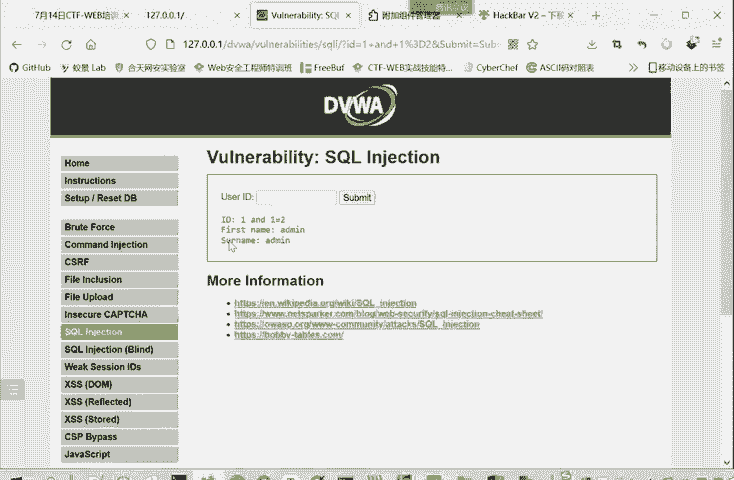 7月14日CTF-WEB培训
127.0.0.1/
Vulnerability: SQL
附加组件管理器
HackBar V2 – 下载
127.0.0.1/dvwa/vulnerabilities/sqli/?id=1+and+1%3D2&Submit=Sub
GitHub
蚁景 Lab
合天网安实验室
Web安全工程师特训班
FreeBuf
CTF-WEB实战技能特...
CyberChef
ASCII码对照表
移动设备上的书签
DVWA
Home
Instructions
Setup / Reset DB
Brute Force
Command Injection
CSRF
File Inclusion
File Upload
Insecure CAPTCHA
SQL Injection
SQL Injection (Blind)
Weak Session IDs
XSS (DOM)
XSS (Reflected)
XSS (Stored)
CSP Bypass
JavaScript
Vulnerability: SQL Injection
User ID:
Submit
ID: 1 and 1=2
First name: admin
Surname: admin
More Information
https://en.wikipedia.org/wiki/SQL_injection
https://www.netsparker.com/blog/web-security/sql-injection-cheat-sheet/
https://owasp.org/www-community/attacks/SQL_Injection
https://bobby-tables.com/